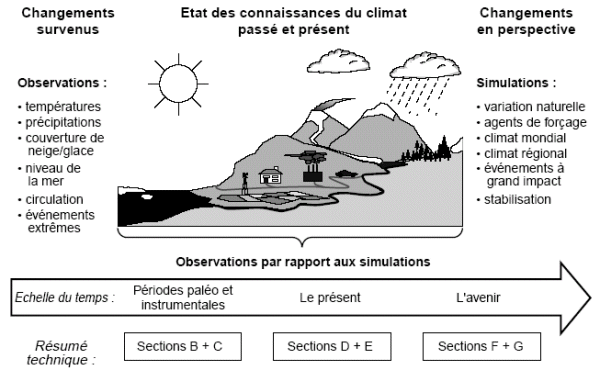 Changements
survenus
Etat des connaissances du climat
passé et présent
Changements
en perspective
Observations :
• températures
• précipitations
• couverture de
neige/glace
• niveau de
la mer
• circulation
• événements
extrêmes
Simulations :
• variation naturelle
• agents de forçage
• climat mondial
• climat régional
• événements à
grand impact
• stabilisation
Observations par rapport aux simulations
Echelle du temps :
Périodes paléo et
instrumentales
Le présent
L'avenir
Résumé
technique :
Sections B + C
Sections D + E
Sections F + G